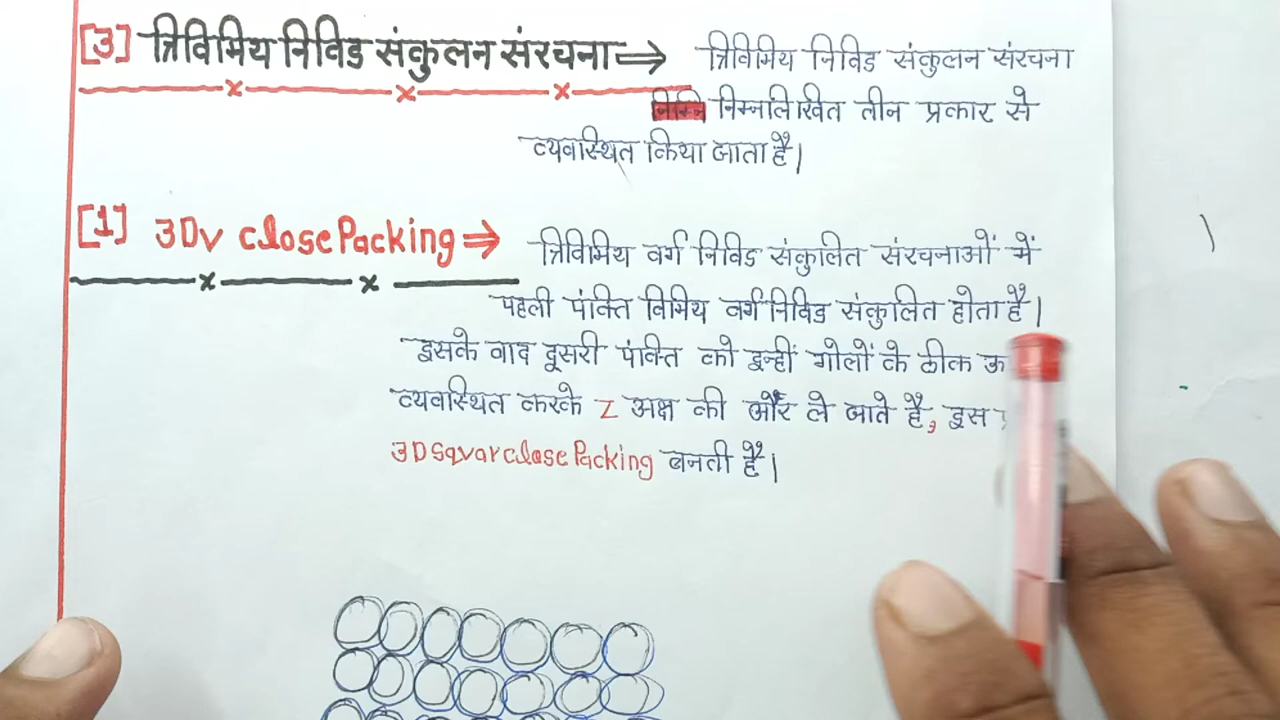 [3] त्रिविमिय निविड संकुलन संरचना⇒ त्रिविमिय निविड संकुलन संरचना
निम्नलिखित तीन प्रकार से
व्यवस्थित किया जाता है।
[1] 3Dv close Packing ⇒ त्रिविमिय वर्ग निविड संकुलित संरचनाओं में
पहली पंक्ति विमिय वर्ग निविड संकुलित होता है।
इसके वाद दूसरी पंक्ति को इन्हीं गोलों के ठीक
व्यवस्थित करके Z अक्ष की और ले जाते है, इस
3D Squar close Packing बनती है।